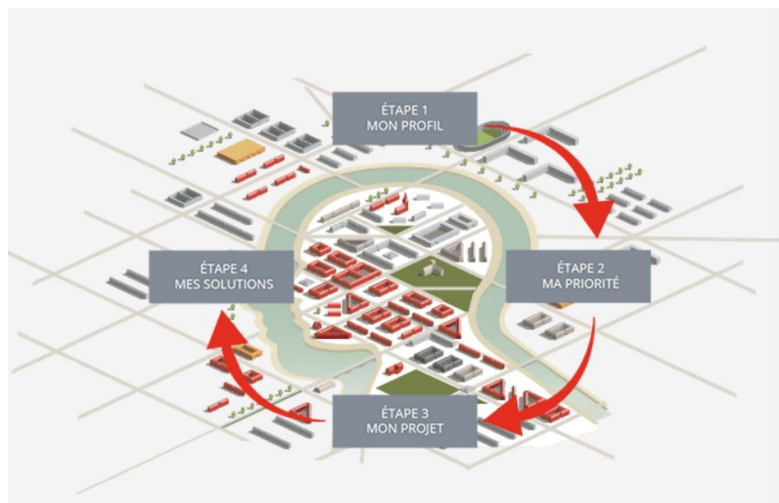 ÉTAPE 1
MON PROFIL
ÉTAPE 2
MA PRIORITÉ
ÉTAPE 3
MON PROJET
ÉTAPE 4
MES SOLUTIONS